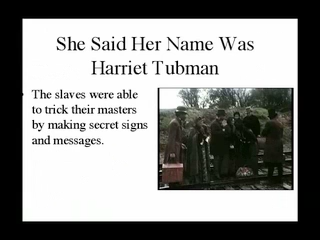 She Said Her Name Was
Harriet Tubman
• The slaves were able
to trick their masters
by making secret signs
and messages.